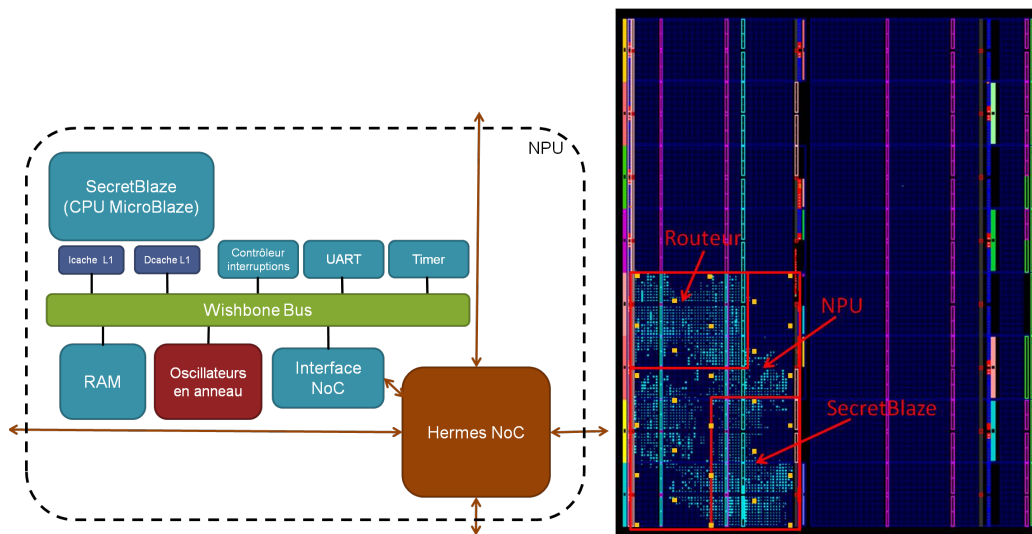 NPU
SecretBlaze
(CPU MicroBlaze)
Icache L1
Dcache L1
Contrôleur
interruptions
UART
Timer
Wishbone Bus
RAM
Oscillateurs
en anneau
Interface
NoC
Hermes NoC
Routeur
NPU
SecretBlaze